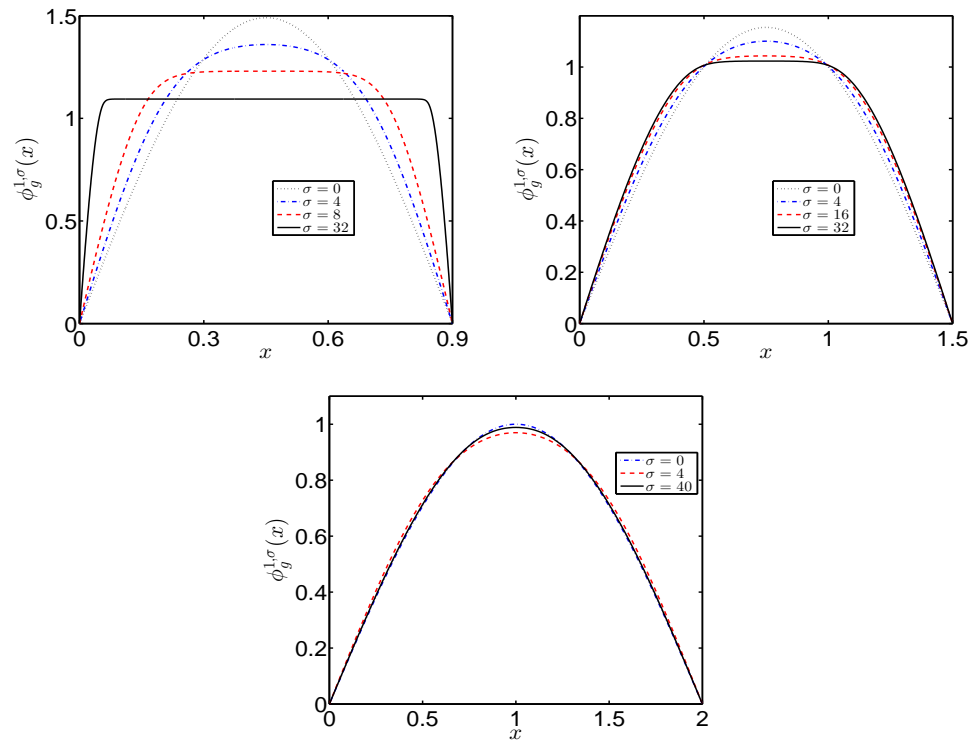 1.5
1
0.5
0
ϕ_g^{1,σ}(x)
σ = 0
σ = 4
σ = 8
σ = 32
0 0.3 0.6 0.9
x
1
0.8
0.6
0.4
0.2
0
ϕ_g^{1,σ}(x)
σ = 0
σ = 4
σ = 16
σ = 32
0 0.5 1 1.5
x
1
0.8
0.6
0.4
0.2
0
ϕ_g^{1,σ}(x)
σ = 0
σ = 4
σ = 40
0 0.5 1 1.5 2
x